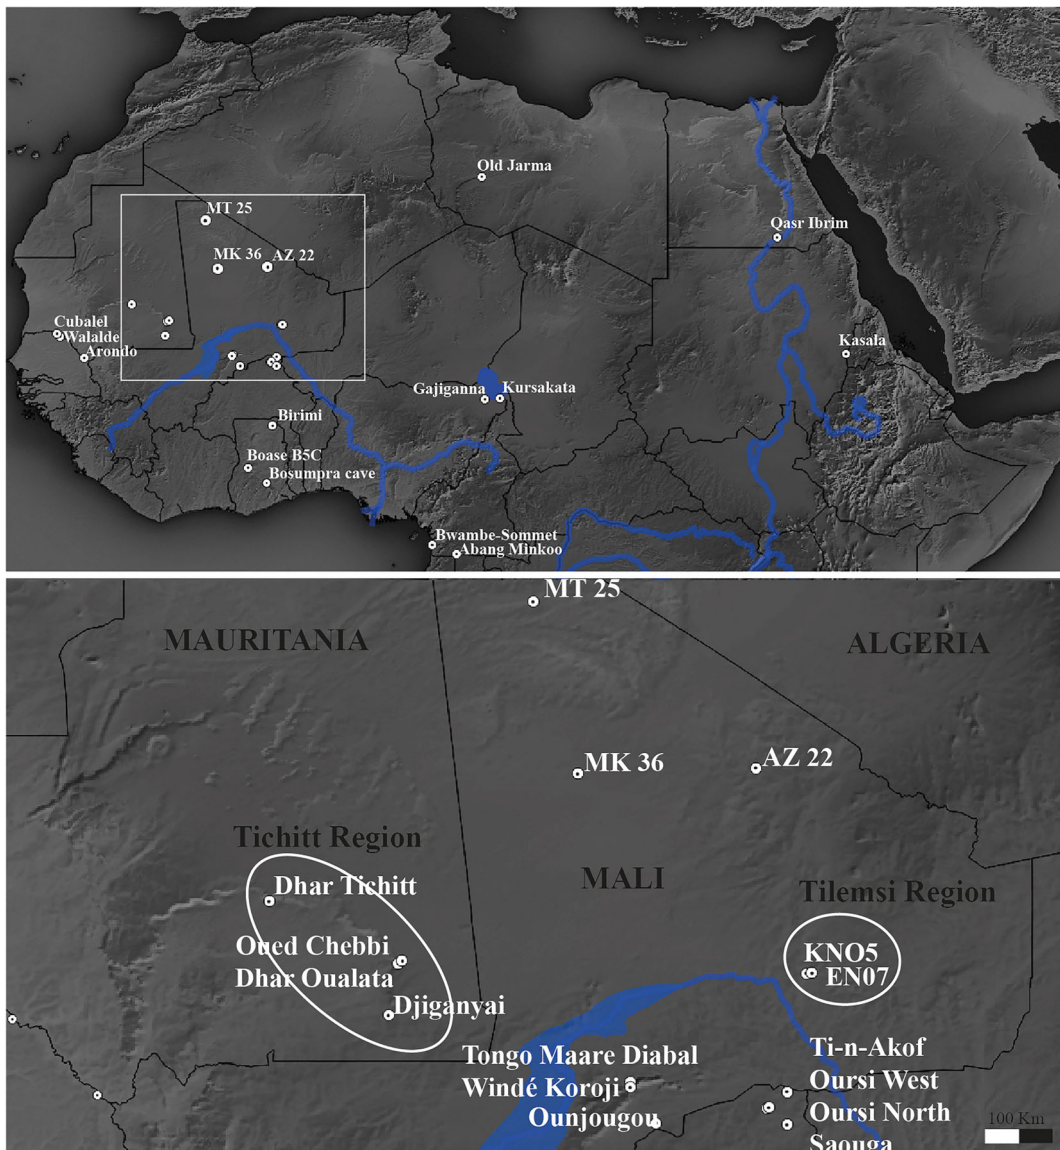 Old Jarma
MT 25
Qasr Ibrim
MK 36
AZ 22
Cubalel
Walalde
Arondo
Kasala
Gajiganna
Kursakata
Birimi
Boase B5C
Bosumpra cave
Bwambe-Sommet
Abang Minkoo
MT 25
MAURITANIA
ALGERIA
MK 36
AZ 22
Tichitt Region
Dhar Tichitt
MALI
Tilemsi Region
Oued Chebbi
Dhar Oualata
KNO5
EN07
Djiganyai
Tongo Maare Diabal
Windé Koroji
Ounjougou
Ti-n-Akof
Oursi West
Oursi North
Saouga
100 Km